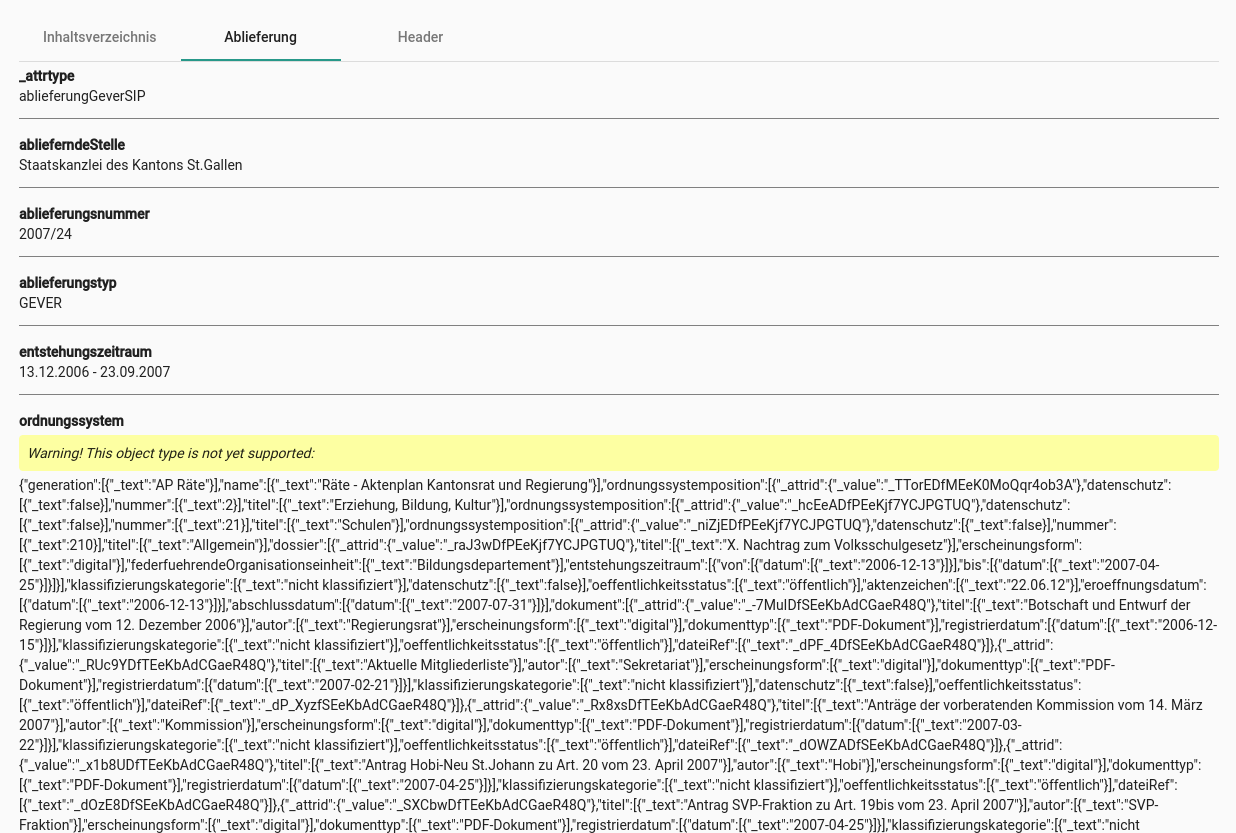 Inhaltsverzeichnis Ablieferung Header
_attrtype
ablieferungGeverSIP
ablieferndeStelle
Staatskanzlei des Kantons St.Gallen
ablieferungsnummer
2007/24
ablieferungstyp
GEVER
entstehungszeitraum
13.12.2006 - 23.09.2007
ordnungssystem
Warning! This object type is not yet supported:
{"generation":[{"_text":"AP Räte"}],"name":[{"_text":"Räte - Aktenplan Kantonsrat und Regierung"}],"ordnungssystemposition":[{"_attrid":{"_value":"_TTorEDfMEeK0MoQqr4ob3A"},"datenschutz":
[{"_text":false}],"nummer":[{"_text":2}],"titel":[{"_text":"Erziehung, Bildung, Kultur"}],"ordnungssystemposition":[{"_attrid":{"_value":"_hcEeADfPEeKjf7YCJPGTUQ"},"datenschutz":
[{"_text":false}],"nummer":[{"_text":21}],"titel":[{"_text":"Schulen"}],"ordnungssystemposition":[{"_attrid":{"_value":"_niZjEDfPEeKjf7YCJPGTUQ"},"datenschutz":[{"_text":false}],"nummer":
[{"_text":210}],"titel":[{"_text":"Allgemein"}],"dossier":[{"_attrid":{"_value":"_raJ3wDfPEeKjf7YCJPGTUQ"},"titel":[{"_text":"X. Nachtrag zum Volksschulgesetz"}],"erscheinungsform":
[{"_text":"digital"}],"federfuehrendeOrganisationseinheit":[{"_text":"Bildungsdepartement"}],"entstehungszeitraum":[{"von":[{"datum":[{"_text":"2006-12-13"}]}],"bis":[{"datum":[{"_text":"2007-04-
25"}]}]}],"klassifizierungskategorie":[{"_text":"nicht klassifiziert"}],"datenschutz":[{"_text":false}],"oeffentlichkeitsstatus":[{"_text":"öffentlich"}],"aktenzeichen":[{"_text":"22.06.12"}],"eroeffnungsdatum":
[{"datum":[{"_text":"2006-12-13"}]}],"abschlussdatum":[{"datum":[{"_text":"2007-07-31"}]}],"dokument":[{"_attrid":{"_value":"_-7MuIDfSEeKbAdCGaeR48Q"},"titel":[{"_text":"Botschaft und Entwurf der
Regierung vom 12. Dezember 2006"}],"autor":[{"_text":"Regierungsrat"}],"erscheinungsform":[{"_text":"digital"}],"dokumenttyp":[{"_text":"PDF-Dokument"}],"registrierdatum":[{"datum":[{"_text":"2006-12-
15"}]}],"klassifizierungskategorie":[{"_text":"nicht klassifiziert"}],"oeffentlichkeitsstatus":[{"_text":"öffentlich"}],"dateiRef":[{"_text":"_dPF_4DfSEeKbAdCGaeR48Q"}]},{"_attrid":
{"_value":"_RUc9YDfTEeKbAdCGaeR48Q"},"titel":[{"_text":"Aktuelle Mitgliederliste"}],"autor":[{"_text":"Sekretariat"}],"erscheinungsform":[{"_text":"digital"}],"dokumenttyp":[{"_text":"PDF-
Dokument"}],"registrierdatum":[{"datum":[{"_text":"2007-02-21"}]}],"klassifizierungskategorie":[{"_text":"nicht klassifiziert"}],"datenschutz":[{"_text":false}],"oeffentlichkeitsstatus":
[{"_text":"öffentlich"}],"dateiRef":[{"_text":"_dP_XyzfSEeKbAdCGaeR48Q"}]},{"_attrid":{"_value":"_Rx8xsDfTEeKbAdCGaeR48Q"},"titel":[{"_text":"Anträge der vorberatenden Kommission vom 14. März
2007"}],"autor":[{"_text":"Kommission"}],"erscheinungsform":[{"_text":"digital"}],"dokumenttyp":[{"_text":"PDF-Dokument"}],"registrierdatum":[{"datum":[{"_text":"2007-03-
22"}]}],"klassifizierungskategorie":[{"_text":"nicht klassifiziert"}],"oeffentlichkeitsstatus":[{"_text":"öffentlich"}],"dateiRef":[{"_text":"_dOWZADfSEeKbAdCGaeR48Q"}]},{"_attrid":
{"_value":"_x1b8UDfTEeKbAdCGaeR48Q"},"titel":[{"_text":"Antrag Hobi-Neu St.Johann zu Art. 20 vom 23. April 2007"}],"autor":[{"_text":"Hobi"}],"erscheinungsform":[{"_text":"digital"}],"dokumenttyp":
[{"_text":"PDF-Dokument"}],"registrierdatum":[{"datum":[{"_text":"2007-04-25"}]}],"klassifizierungskategorie":[{"_text":"nicht klassifiziert"}],"oeffentlichkeitsstatus":[{"_text":"öffentlich"}],"dateiRef":
[{"_text":"_dOzE8DfSEeKbAdCGaeR48Q"}]},{"_attrid":{"_value":"_SXCbwDfTEeKbAdCGaeR48Q"},"titel":[{"_text":"Antrag SVP-Fraktion zu Art. 19bis vom 23. April 2007"}],"autor":[{"_text":"SVP-
Fraktion"}],"erscheinungsform":[{"_text":"digital"}],"dokumenttyp":[{"_text":"PDF-Dokument"}],"registrierdatum":[{"datum":[{"_text":"2007-04-25"}]}],"klassifizierungskategorie":[{"_text":"nicht